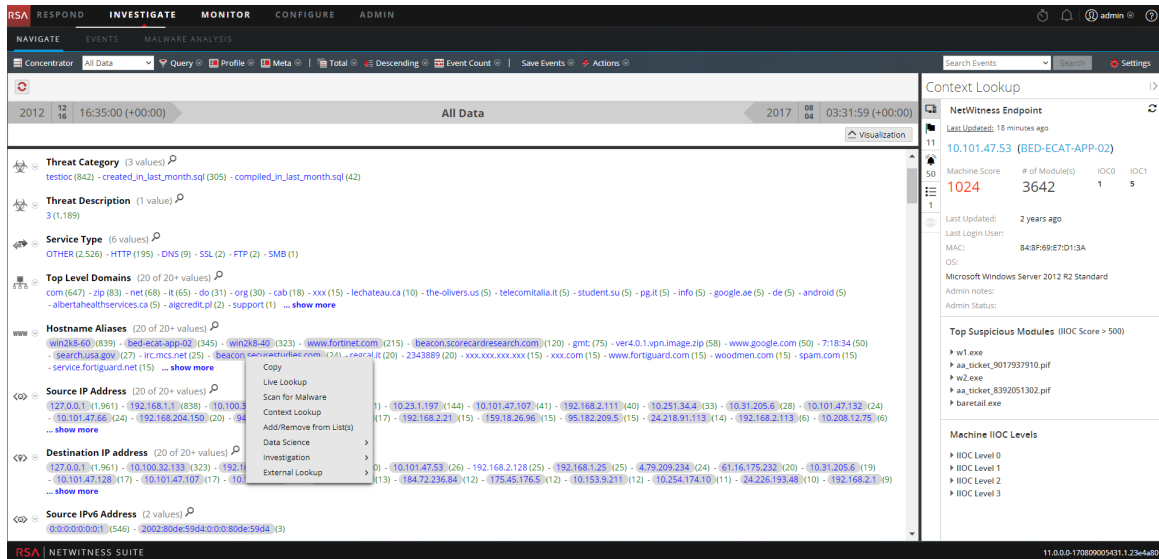 RSA RESPOND INVESTIGATE MONITOR CONFIGURE ADMIN admin
NAVIGATE EVENTS MALWARE ANALYSIS
Concentrator All Data Query Profile Meta | Total Descending Event Count | Save Events Actions Search Events Search Settings
2012 12 16 16:35:00 (+00:00) All Data 2017 08 04 03:31:59 (+00:00)
Visualization
Threat Category (3 values)
testioc (842) - created_in_last_month.sql (305) - compiled_in_last_month.sql (42)
Threat Description (1 value)
3 (1,189)
Service Type (6 values)
OTHER (2,526) - HTTP (195) - DNS (9) - SSL (2) - FTP (2) - SMB (1)
Top Level Domains (20 of 20+ values)
com (647) - zip (83) - net (68) - it (65) - do (31) - org (30) - cab (18) - xxx (15) - lechateau.ca (10) - the-olivers.us (5) - telecomitalia.it (5) - student.su (5) - pg.it (5) - info (5) - google.ae (5) - de (5) - android (5)
- albertahealthservices.ca (5) - aigcredit.pl (2) - support (1) ... show more
Hostname Aliases (20 of 20+ values)
win2k8-60 (839) - bed-ecat-app-02 (345) - win2k8-40 (323) - www.fortinet.com (215) - beacon.scorecardresearch.com (120) - gmt: (75) - ver4.0.1.vpn.image.zip (58) - www.google.com (50) - 7:18:34 (50)
- search.usa.gov (27) - irc.mcs.net (25) - beacon.securestudies.com (24) - regcal.it (20) - 2343889 (20) - xxx.xxx.xxx.xxx (15) - xxx.com (15) - www.fortiguard.com (15) - woodmen.com (15) - spam.com (15)
- service.fortiguard.net (15) ... show more
Source IP Address (20 of 20+ values)
127.0.0.1 (1,961) - 192.168.1.1 (838) - 10.100.3 1) - 10.23.1.197 (144) - 10.101.47.107 (41) - 192.168.2.111 (40) - 10.251.34.4 (33) - 10.31.205.6 (28) - 10.101.47.132 (24)
- 10.101.47.66 (24) - 192.168.204.150 (20) - 94 (17) - 192.168.2.21 (15) - 159.18.26.96 (15) - 95.182.209.5 (15) - 24.218.91.113 (14) - 192.168.2.113 (6) - 10.208.12.75 (6)
... show more
Destination IP address (20 of 20+ values)
127.0.0.1 (1,961) - 10.100.32.133 (323) - 192.1 0) - 10.101.47.53 (26) - 192.168.2.128 (25) - 192.168.1.25 (25) - 4.79.209.234 (24) - 61.16.175.232 (20) - 10.31.205.6 (19)
- 10.101.47.128 (17) - 10.101.47.107 (17) - 10. (13) - 184.72.236.84 (12) - 175.45.176.5 (12) - 10.153.9.211 (12) - 10.254.174.10 (11) - 24.226.193.48 (10) - 192.168.2.1 (9)
... show more
Source IPv6 Address (2 values)
0:0:0:0:0:0:0:1 (546) - 2002:80de:59d4:0:0:0:80de:59d4 (3)
Copy
Live Lookup
Scan for Malware
Context Lookup
Add/Remove from List(s)
Data Science
Investigation
External Lookup
Context Lookup
11
50
1
NetWitness Endpoint
Last Updated: 18 minutes ago
10.101.47.53 (BED-ECAT-APP-02)
Machine Score # of Module(s) IOC0 IOC1
1024 3642 1 5
Last Updated: 2 years ago
Last Login User:
MAC: 84:8F:69:E7:D1:3A
OS:
Microsoft Windows Server 2012 R2 Standard
Admin notes:
Admin Status:
Top Suspicious Modules (IIOC Score > 500)
w1.exe
aa_ticket_9017937910.pif
w2.exe
aa_ticket_8392051302.pif
baretail.exe
Machine IIOC Levels
IIOC Level 0
IIOC Level 1
IIOC Level 2
IIOC Level 3
RSA | NETWITNESS SUITE 11.0.0.0-170809005431.1.23e4a80